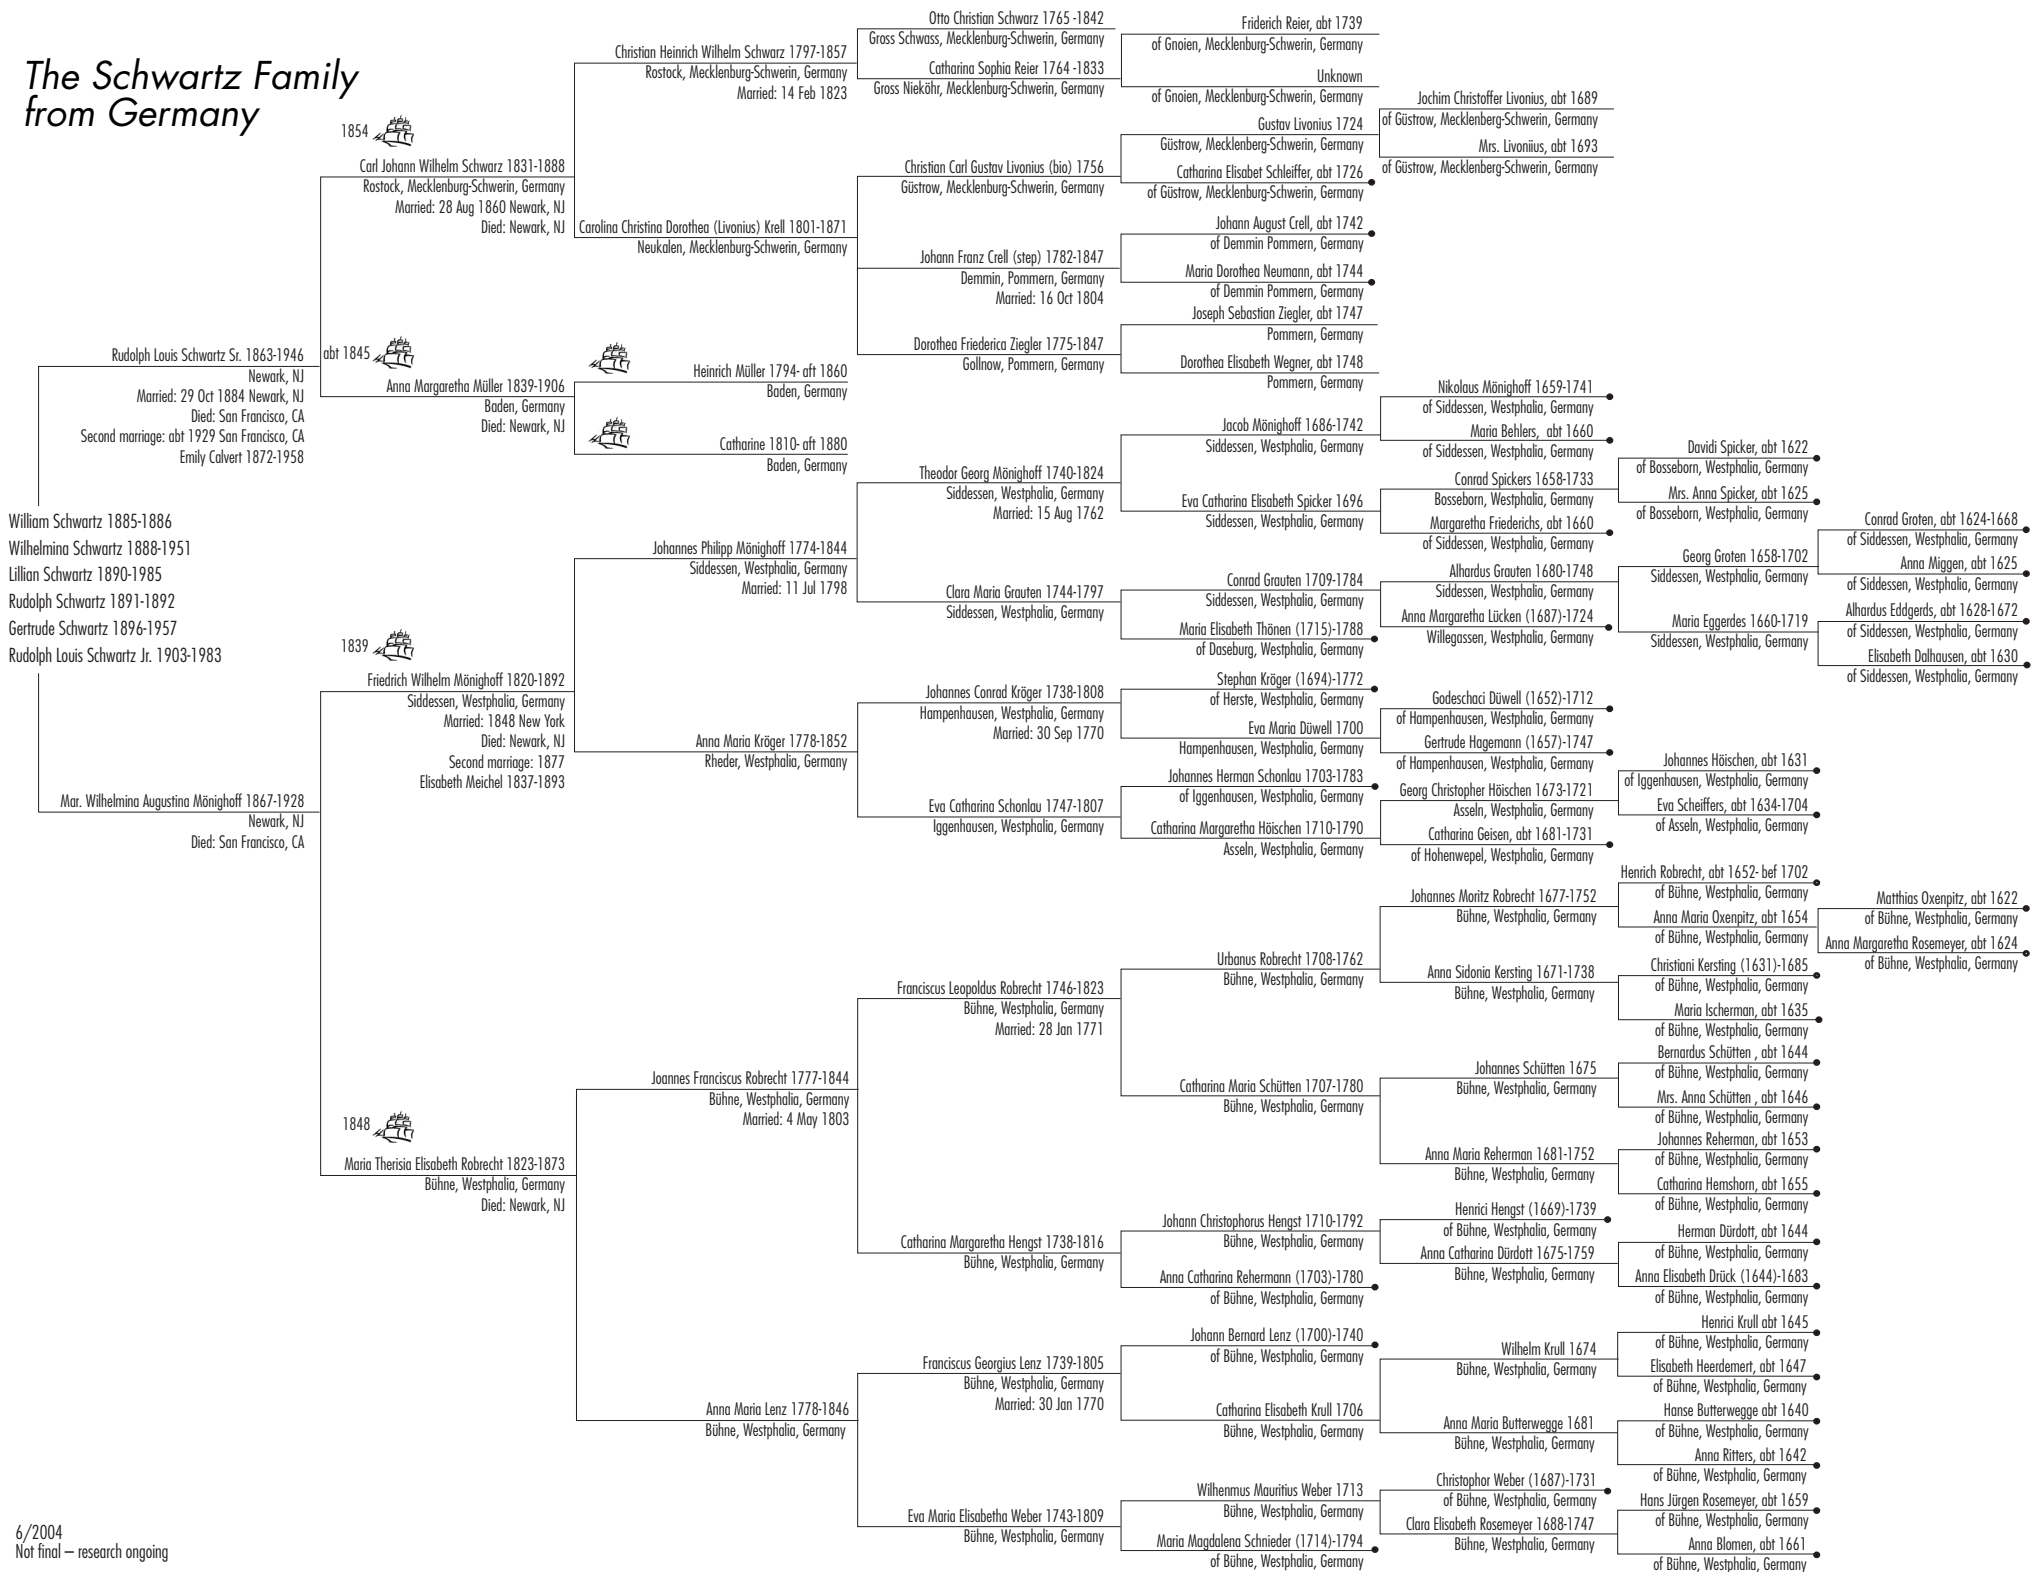 The Schwartz Family
from Germany
William Schwartz 1885-1886
Wilhelmina Schwartz 1888-1951
Lillian Schwartz 1890-1985
Rudolph Schwartz 1891-1892
Gertrude Schwartz 1896-1957
Rudolph Louis Schwartz Jr. 1903-1983
Rudolph Louis Schwartz Sr. 1863-1946
Newark, NJ
Married: 29 Oct 1884 Newark, NJ
Died: San Francisco, CA
Second marriage: abt 1929 San Francisco, CA
Emily Calvert 1872-1958
Mar. Wilhelmina Augustina Mönighoff 1867-1928
Newark, NJ
Died: San Francisco, CA
1854
Carl Johann Wilhelm Schwarz 1831-1888
Rostock, Mecklenburg-Schwerin, Germany
Married: 28 Aug 1860 Newark, NJ
Died: Newark, NJ
abt 1845
Anna Margaretha Müller 1839-1906
Baden, Germany
Died: Newark, NJ
1839
Friedrich Wilhelm Mönighoff 1820-1892
Siddessen, Westphalia, Germany
Married: 1848 New York
Died: Newark, NJ
Second marriage: 1877
Elisabeth Meichel 1837-1893
1848
Maria Therisia Elisabeth Robrecht 1823-1873
Bühne, Westphalia, Germany
Died: Newark, NJ
Christian Heinrich Wilhelm Schwarz 1797-1857
Rostock, Mecklenburg-Schwerin, Germany
Married: 14 Feb 1823
Carolina Christina Dorothea (Livonius) Krell 1801-1871
Neukalen, Mecklenburg-Schwerin, Germany
Heinrich Müller 1794- aft 1860
Baden, Germany
Catharine 1810- aft 1880
Baden, Germany
Johannes Philipp Mönighoff 1774-1844
Siddessen, Westphalia, Germany
Married: 11 Jul 1798
Anna Maria Kröger 1778-1852
Rheder, Westphalia, Germany
Joannes Franciscus Robrecht 1777-1844
Bühne, Westphalia, Germany
Married: 4 May 1803
Anna Maria Lenz 1778-1846
Bühne, Westphalia, Germany
Otto Christian Schwarz 1765 -1842
Gross Schwass, Mecklenburg-Schwerin, Germany
Catharina Sophia Reier 1764 -1833
Gross Nieköhr, Mecklenburg-Schwerin, Germany
Christian Carl Gustav Livonius (bio) 1756
Güstrow, Mecklenburg-Schwerin, Germany
Johann Franz Crell (step) 1782-1847
Demmin, Pommern, Germany
Married: 16 Oct 1804
Dorothea Friederica Ziegler 1775-1847
Gollnow, Pommern, Germany
Theodor Georg Mönighoff 1740-1824
Siddessen, Westphalia, Germany
Married: 15 Aug 1762
Clara Maria Grauten 1744-1797
Siddessen, Westphalia, Germany
Johannes Conrad Kröger 1738-1808
Hampenhausen, Westphalia, Germany
Married: 30 Sep 1770
Eva Catharina Schonlau 1747-1807
Iggenhausen, Westphalia, Germany
Franciscus Leopoldus Robrecht 1746-1823
Bühne, Westphalia, Germany
Married: 28 Jan 1771
Catharina Margaretha Hengst 1738-1816
Bühne, Westphalia, Germany
Franciscus Georgius Lenz 1739-1805
Bühne, Westphalia, Germany
Married: 30 Jan 1770
Eva Maria Elisabetha Weber 1743-1809
Bühne, Westphalia, Germany
Friderich Reier, abt 1739
of Gnoien, Mecklenburg-Schwerin, Germany
Unknown
of Gnoien, Mecklenburg-Schwerin, Germany
Gustav Livonius 1724
Güstrow, Mecklenberg-Schwerin, Germany
Catharina Elisabet Schleiffer, abt 1726
of Güstrow, Mecklenburg-Schwerin, Germany
Johann August Crell, abt 1742
of Demmin Pommern, Germany
Maria Dorothea Neumann, abt 1744
of Demmin Pommern, Germany
Joseph Sebastian Ziegler, abt 1747
Pommern, Germany
Dorothea Elisabeth Wegner, abt 1748
Pommern, Germany
Jacob Mönighoff 1686-1742
Siddessen, Westphalia, Germany
Eva Catharina Elisabeth Spicker 1696
Siddessen, Westphalia, Germany
Conrad Grauten 1709-1784
Siddessen, Westphalia, Germany
Maria Elisabeth Thönen (1715)-1788
of Daseburg, Westphalia, Germany
Stephan Kröger (1694)-1772
of Herste, Westphalia, Germany
Eva Maria Düwell 1700
Hampenhausen, Westphalia, Germany
Johannes Herman Schonlau 1703-1783
of Iggenhausen, Westphalia, Germany
Catharina Margaretha Höischen 1710-1790
Asseln, Westphalia, Germany
Urbanus Robrecht 1708-1762
Bühne, Westphalia, Germany
Catharina Maria Schütten 1707-1780
Bühne, Westphalia, Germany
Johann Christophorus Hengst 1710-1792
Bühne, Westphalia, Germany
Anna Catharina Rehermann (1703)-1780
of Bühne, Westphalia, Germany
Johann Bernard Lenz (1700)-1740
of Bühne, Westphalia, Germany
Catharina Elisabeth Krull 1706
Bühne, Westphalia, Germany
Wilhenmus Mauritius Weber 1713
Bühne, Westphalia, Germany
Maria Magdalena Schnieder (1714)-1794
of Bühne, Westphalia, Germany
Jochim Christoffer Livonius, abt 1689
of Güstrow, Mecklenberg-Schwerin, Germany
Mrs. Livoniius, abt 1693
of Güstrow, Mecklenberg-Schwerin, Germany
Nikolaus Mönighoff 1659-1741
of Siddessen, Westphalia, Germany
Maria Behlers, abt 1660
of Siddessen, Westphalia, Germany
Conrad Spickers 1658-1733
Bosseborn, Westphalia, Germany
Margaretha Friederichs, abt 1660
of Siddessen, Westphalia, Germany
Alhardus Grauten 1680-1748
Siddessen, Westphalia, Germany
Anna Margaretha Lücken (1687)-1724
Willegassen, Westphalia, Germany
Godeschaci Düwell (1652)-1712
of Hampenhausen, Westphalia, Germany
Gertrude Hagemann (1657)-1747
of Hampenhausen, Westphalia, Germany
Georg Christopher Höischen 1673-1721
Asseln, Westphalia, Germany
Catharina Geisen, abt 1681-1731
of Hohenwepel, Westphalia, Germany
Johannes Moritz Robrecht 1677-1752
Bühne, Westphalia, Germany
Anna Sidonia Kersting 1671-1738
Bühne, Westphalia, Germany
Johannes Schütten 1675
Bühne, Westphalia, Germany
Anna Maria Reherman 1681-1752
Bühne, Westphalia, Germany
Henrici Hengst (1669)-1739
of Bühne, Westphalia, Germany
Anna Catharina Dürdott 1675-1759
Bühne, Westphalia, Germany
Wilhelm Krull 1674
Bühne, Westphalia, Germany
Anna Maria Butterwegge 1681
Bühne, Westphalia, Germany
Christophor Weber (1687)-1731
of Bühne, Westphalia, Germany
Clara Elisabeth Rosemeyer 1688-1747
Bühne, Westphalia, Germany
Davidi Spicker, abt 1622
of Bosseborn, Westphalia, Germany
Mrs. Anna Spicker, abt 1625
of Bosseborn, Westphalia, Germany
Georg Groten 1658-1702
Siddessen, Westphalia, Germany
Maria Eggerdes 1660-1719
Siddessen, Westphalia, Germany
Johannes Höischen, abt 1631
of Iggenhausen, Westphalia, Germany
Eva Scheiffers, abt 1634-1704
of Asseln, Westphalia, Germany
Henrich Robrecht, abt 1652- bef 1702
of Bühne, Westphalia, Germany
Anna Maria Oxenpitz, abt 1654
of Bühne, Westphalia, Germany
Christiani Kersting (1631)-1685
of Bühne, Westphalia, Germany
Maria Ischerman, abt 1635
of Bühne, Westphalia, Germany
Bernardus Schütten , abt 1644
of Bühne, Westphalia, Germany
Mrs. Anna Schütten , abt 1646
of Bühne, Westphalia, Germany
Johannes Reherman, abt 1653
of Bühne, Westphalia, Germany
Catharina Hemshorn, abt 1655
of Bühne, Westphalia, Germany
Herman Dürdott, abt 1644
of Bühne, Westphalia, Germany
Anna Elisabeth Drück (1644)-1683
of Bühne, Westphalia, Germany
Henrici Krull abt 1645
of Bühne, Westphalia, Germany
Elisabeth Heerdemert, abt 1647
of Bühne, Westphalia, Germany
Hanse Butterwegge abt 1640
of Bühne, Westphalia, Germany
Anna Ritters, abt 1642
of Bühne, Westphalia, Germany
Hans Jürgen Rosemeyer, abt 1659
of Bühne, Westphalia, Germany
Anna Blomen, abt 1661
of Bühne, Westphalia, Germany
Conrad Groten, abt 1624-1668
of Siddessen, Westphalia, Germany
Anna Miggen, abt 1625
of Siddessen, Westphalia, Germany
Alhardus Eddgerds, abt 1628-1672
of Siddessen, Westphalia, Germany
Elisabeth Dalhausen, abt 1630
of Siddessen, Westphalia, Germany
Matthias Oxenpitz, abt 1622
of Bühne, Westphalia, Germany
Anna Margaretha Rosemeyer, abt 1624
of Bühne, Westphalia, Germany
6/2004
Not final – research ongoing